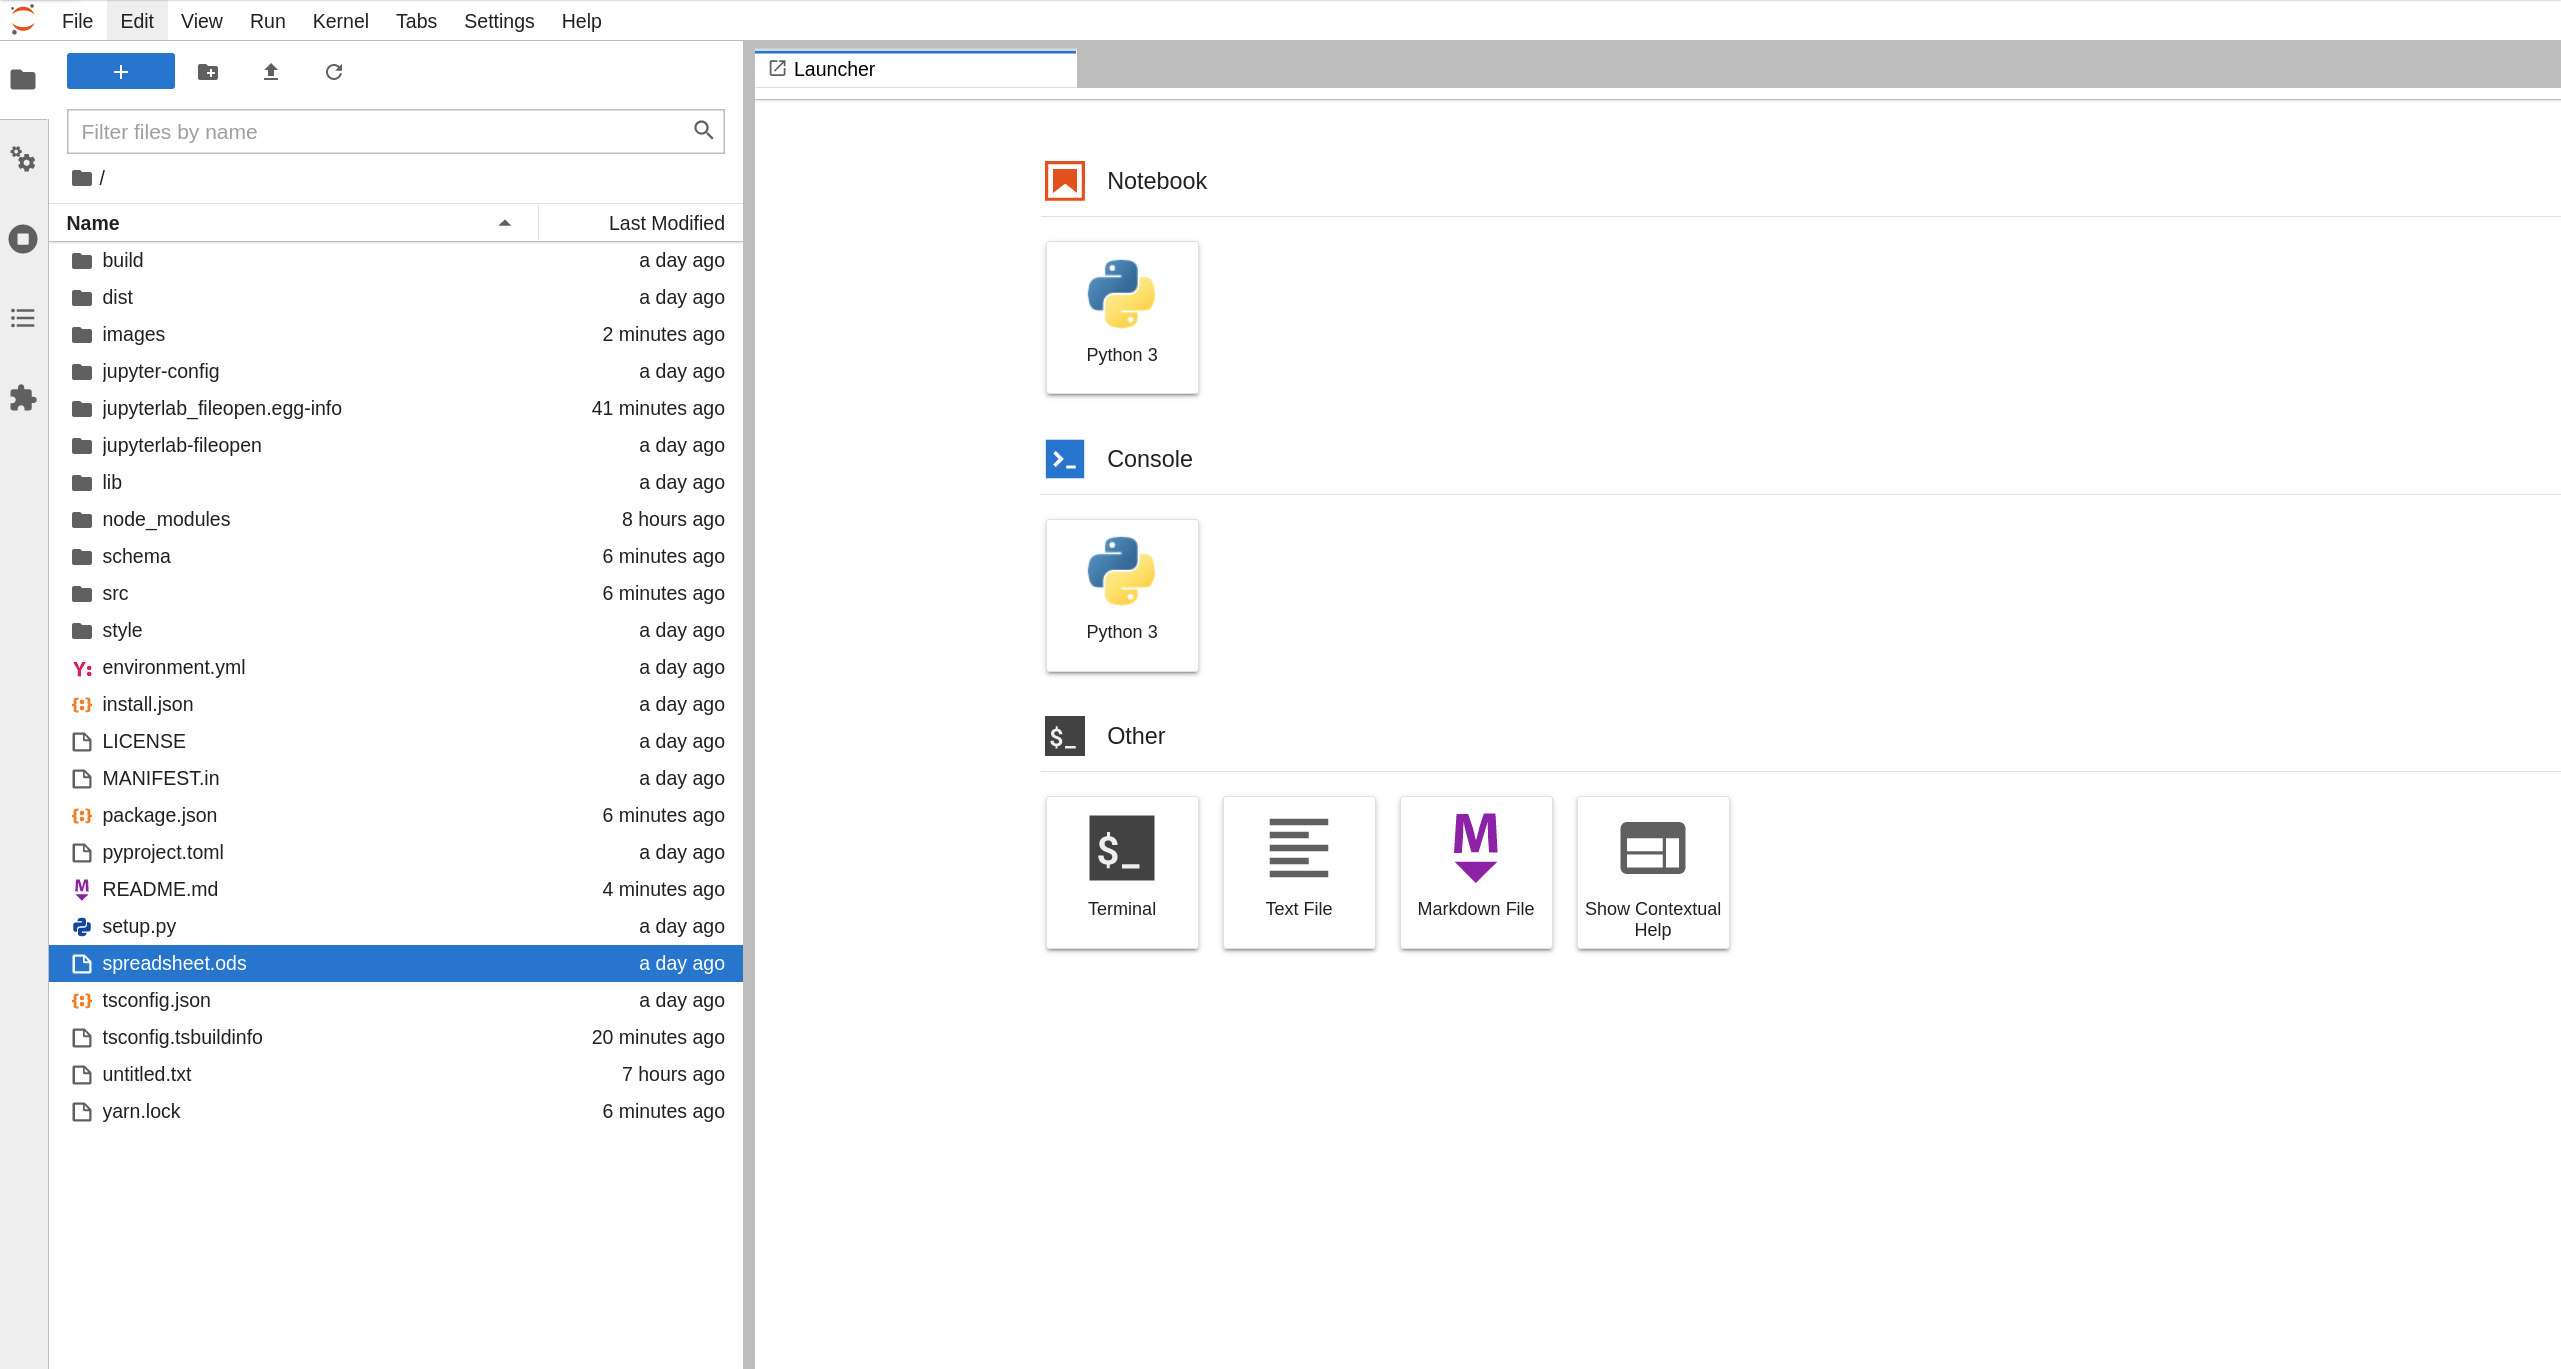 File Edit View Run Kernel Tabs Settings Help
Launcher
Filter files by name
/
Name Last Modified
build a day ago
dist a day ago
images 2 minutes ago
jupyter-config a day ago
jupyterlab_fileopen.egg-info 41 minutes ago
jupyterlab-fileopen a day ago
lib a day ago
node_modules 8 hours ago
schema 6 minutes ago
src 6 minutes ago
style a day ago
environment.yml a day ago
install.json a day ago
LICENSE a day ago
MANIFEST.in a day ago
package.json 6 minutes ago
pyproject.toml a day ago
README.md 4 minutes ago
setup.py a day ago
spreadsheet.ods a day ago
tsconfig.json a day ago
tsconfig.tsbuildinfo 20 minutes ago
untitled.txt 7 hours ago
yarn.lock 6 minutes ago
Notebook
Python 3
Console
Python 3
$_ Other
$_
M
Terminal Text File Markdown File Show Contextual
Help